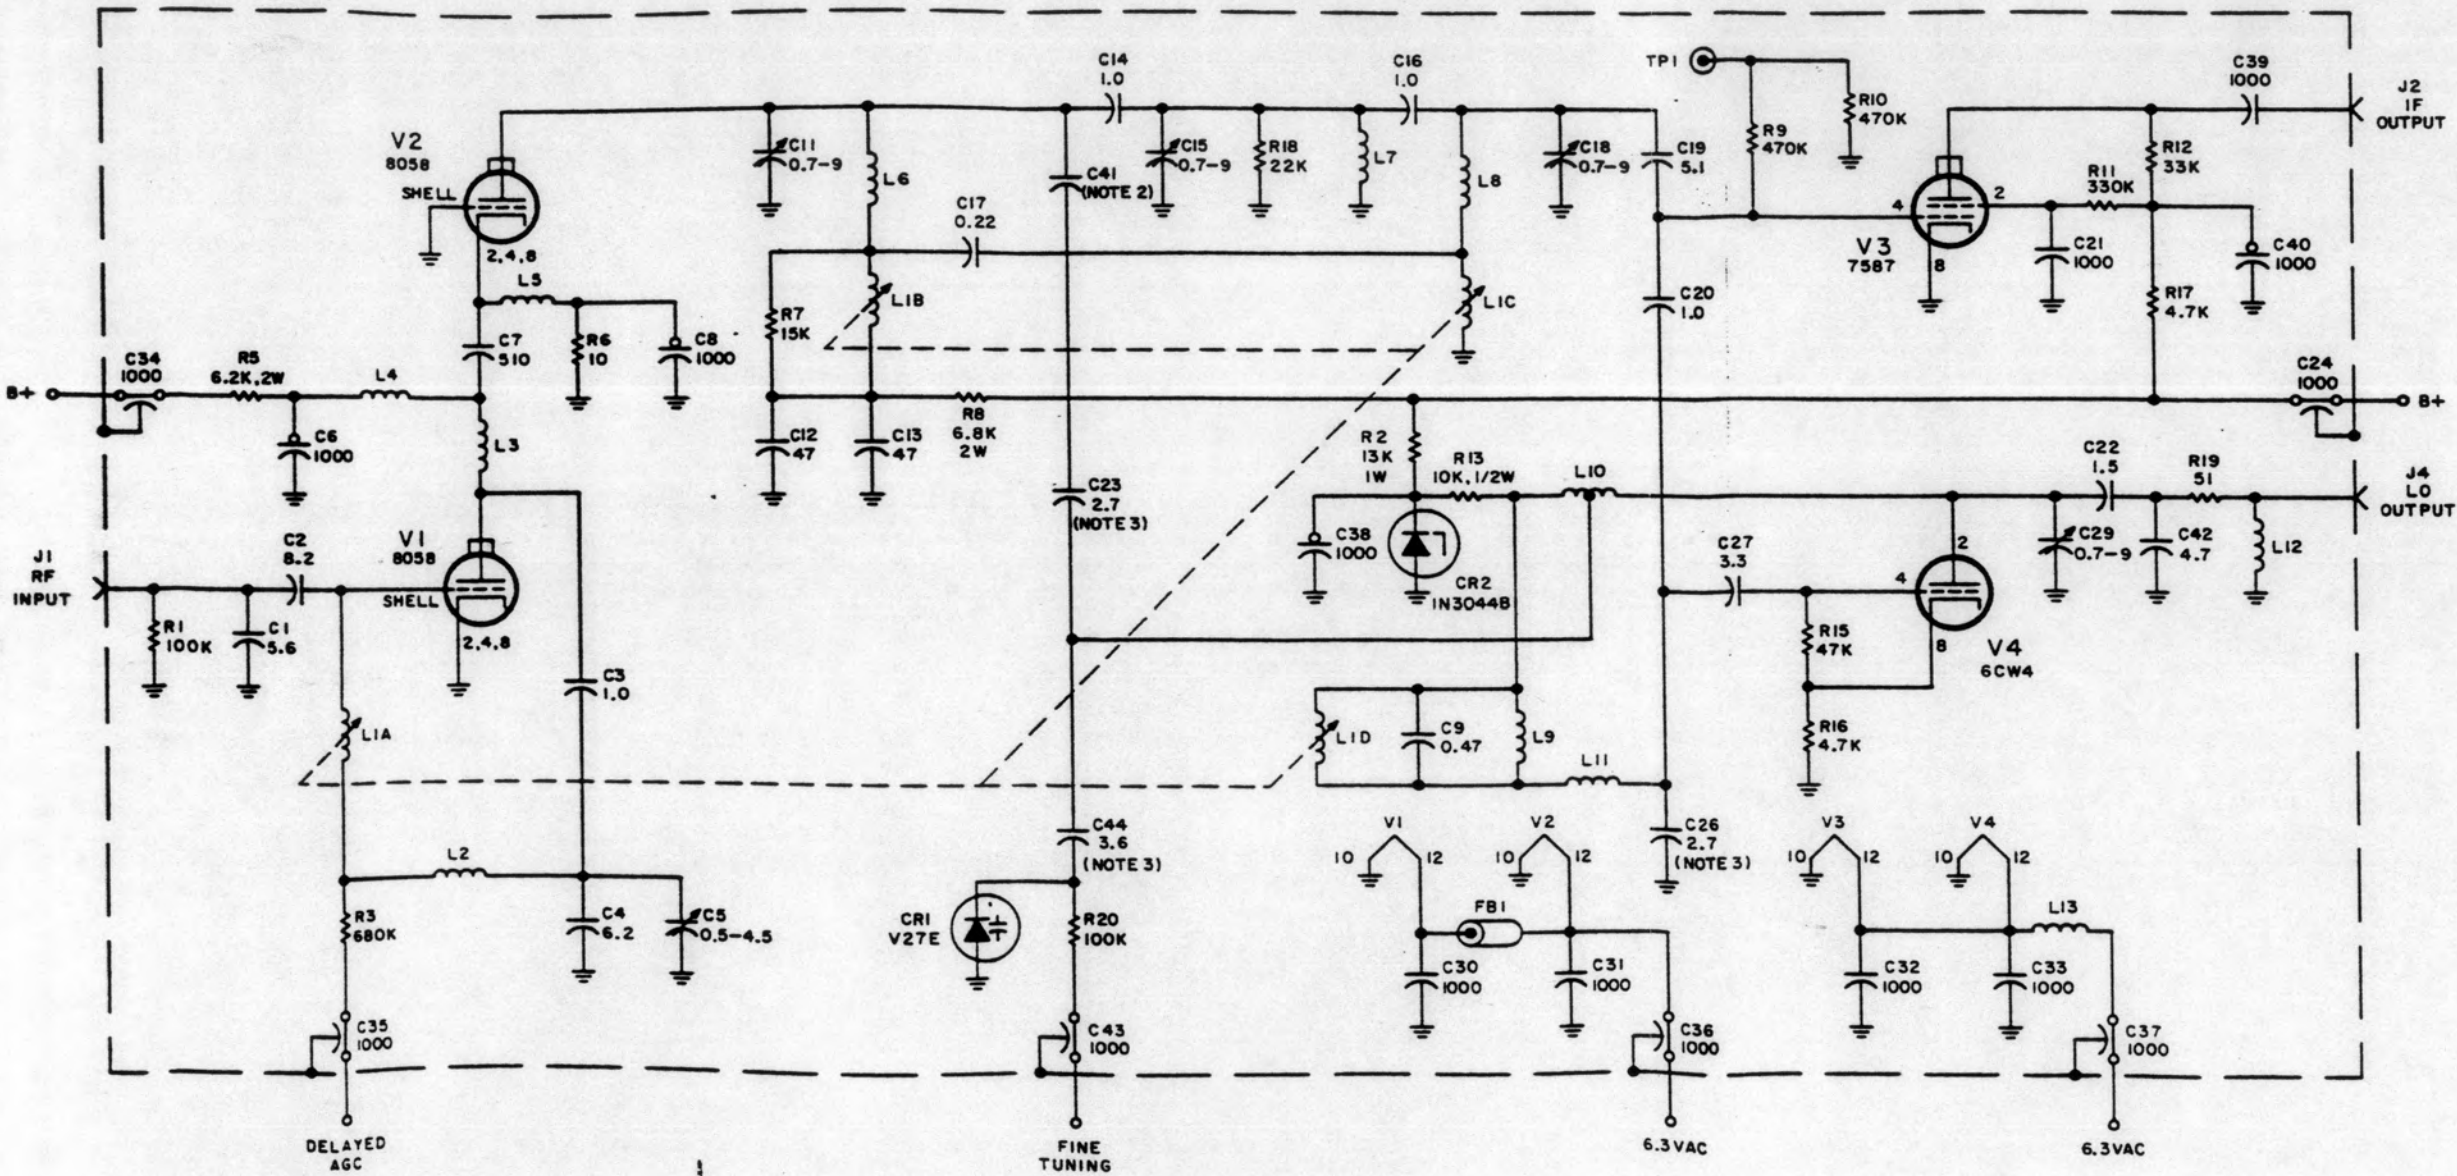 C14
1.0
C16
1.0
TP1
C39
1000
J2
IF
OUTPUT
R10
470K
R9
470K
V2
8058
SHELL
2,4,8
C11
0.7-9
L6
C41
(NOTE 2)
C15
0.7-9
R18
22K
L7
L8
C18
0.7-9
C19
5.1
R12
33K
R11
330K
4
2
V3
7587
8
C21
1000
C40
1000
C17
0.22
L5
C7
510
R6
10
C8
1000
R7
15K
L1B
L1C
C20
1.0
R17
4.7K
B+
C34
1000
R5
6.2K, 2W
L4
C6
1000
L3
C12
47
C13
47
R8
6.8K
2W
R2
13K
1W
R13
10K, 1/2W
L10
C24
1000
B+
C22
1.5
R19
51
J4
LO
OUTPUT
C23
2.7
(NOTE 3)
C38
1000
CR2
1N3044B
C27
3.3
2
4
8
V4
6CW4
C29
0.7-9
C42
4.7
L12
J1
RF
INPUT
C2
8.2
V1
8058
SHELL
2,4,8
R1
100K
C1
5.6
C3
1.0
R15
47K
R16
4.7K
L1A
L1D
C9
0.47
L9
L11
C44
3.6
(NOTE 3)
C26
2.7
(NOTE 3)
V1
10
12
V2
10
12
V3
10
12
V4
10
12
L2
R3
680K
C4
6.2
C5
0.5-4.5
CR1
V27E
R20
100K
FB1
L13
C30
1000
C31
1000
C32
1000
C33
1000
C35
1000
C43
1000
C36
1000
C37
1000
DELAYED
AGC
FINE
TUNING
6.3VAC
6.3VAC